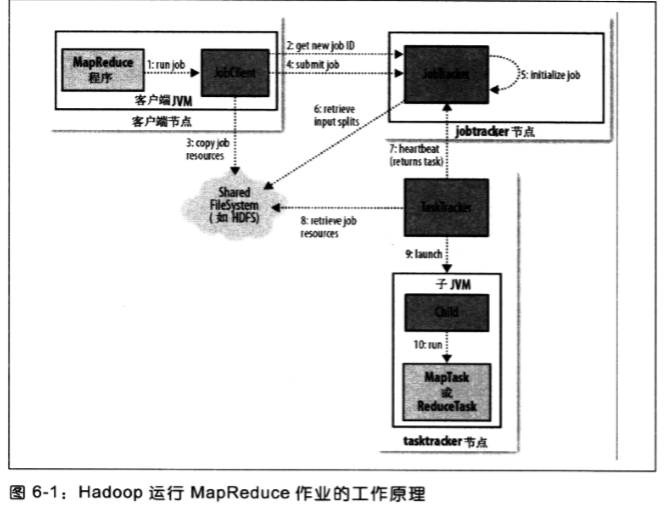 MapReduce
程序
1: run job
JobClient
客户端 JVM
客户端节点
2: get new job ID
4: submit job
JobTracker
5: initialize job
jobtracker 节点
3: copy job
resources
6: retrieve
input splits
7: heartbeat
(returns task)
Shared
FileSystem
(如 HDFS)
8: retrieve job
resources
TaskTracker
9: launch
子 JVM
Child
10: run
MapTask
或
ReduceTask
tasktracker 节点
图 6-1：Hadoop 运行 MapReduce 作业的工作原理